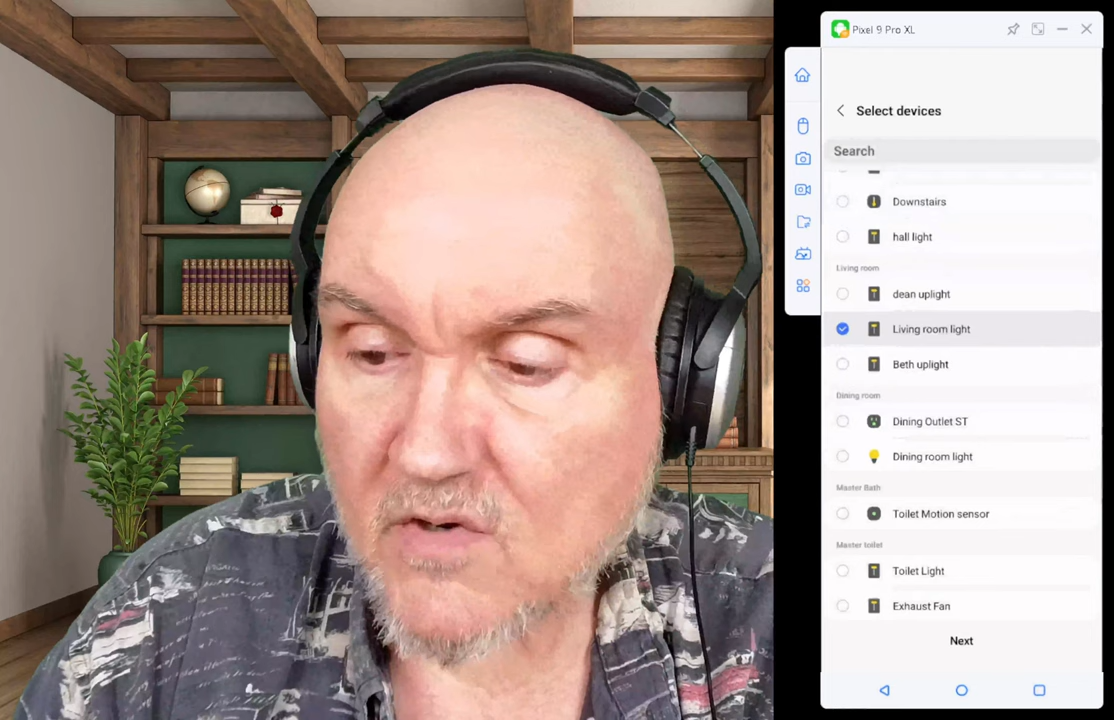 Pixel 9 Pro XL
Select devices
Search
Downstairs
hall light
Living room
dean uplight
Living room light
Beth uplight
Dining room
Dining Outlet ST
Dining room light
Master Bath
Toilet Motion sensor
Master toilet
Toilet Light
Exhaust Fan
Next